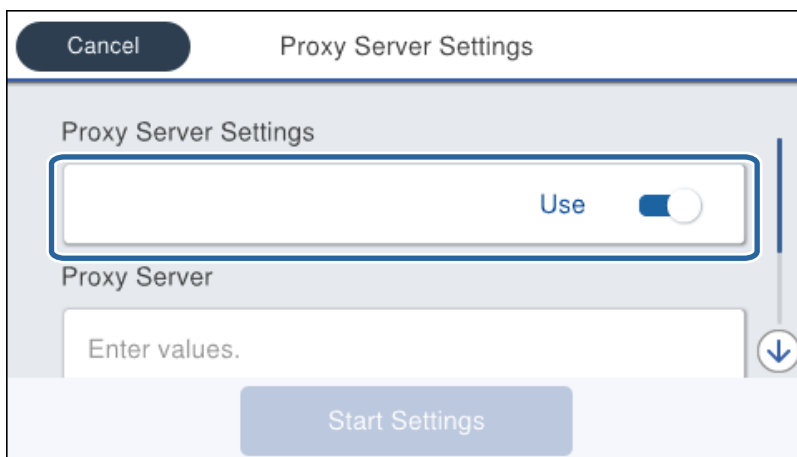 Cancel
Proxy Server Settings
Proxy Server Settings
Use
Proxy Server
Enter values.
Start Settings